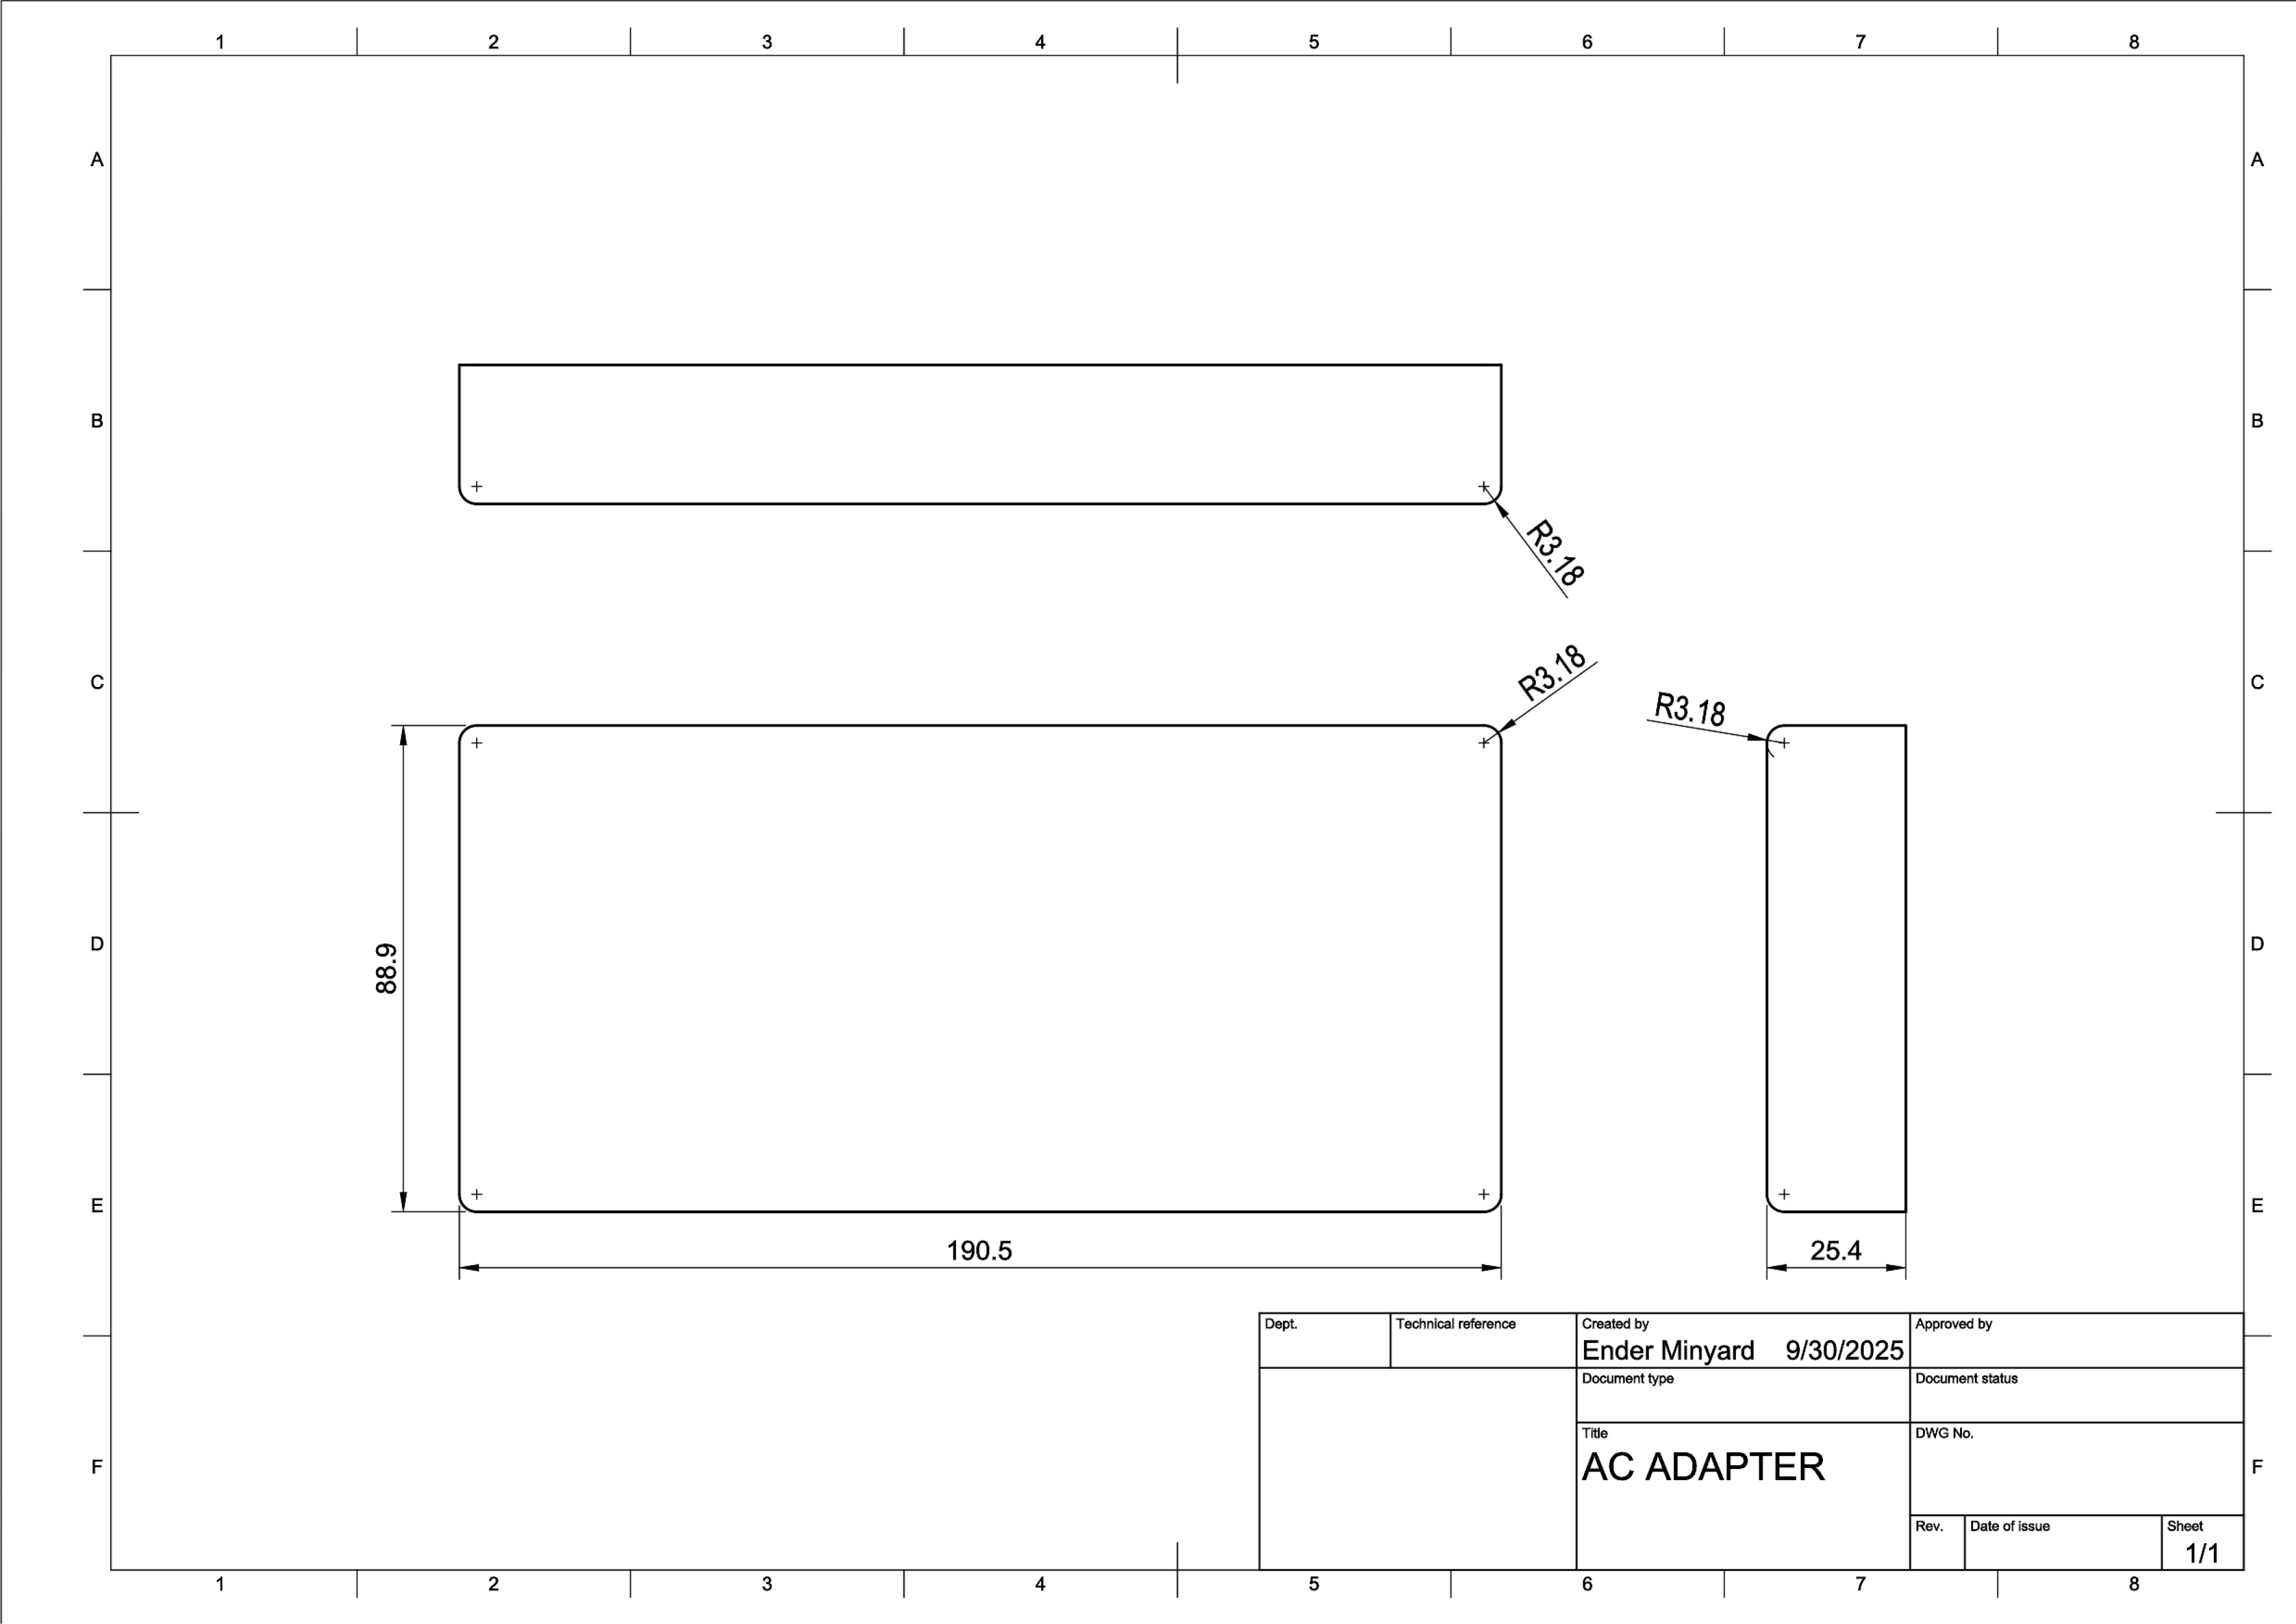 1 2 3 4 5 6 7 8
A A
B B
R3.18
R3.18
C C
R3.18
88.9
D D
E E
190.5 25.4
Dept. Technical reference Created by Approved by
Ender Minyard 9/30/2025
Document type Document status
Title DWG No.
AC ADAPTER
F F
Rev. Date of issue Sheet
1/1
1 2 3 4 5 6 7 8